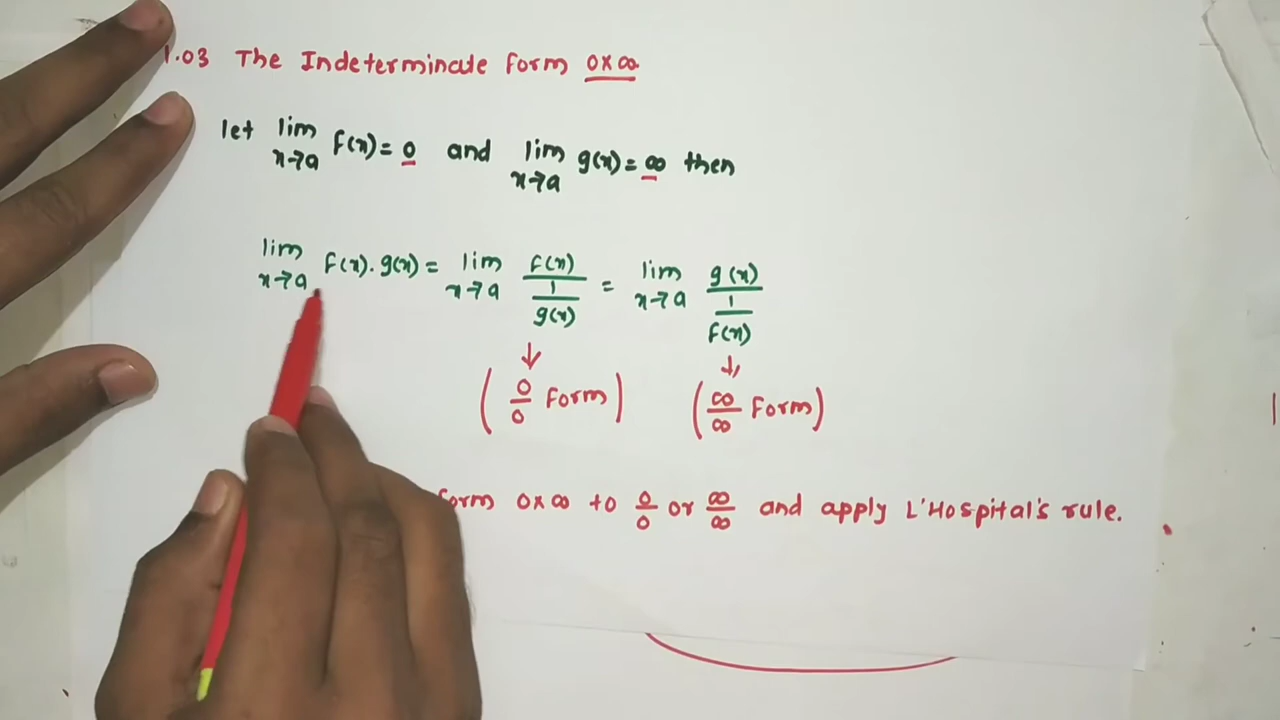 1.03 The Indeterminate Form 0×∞
let lim x→a f(x) = 0 and lim x→a g(x) = ∞ then
lim x→a f(x).g(x) = lim x→a f(x)/(1/g(x)) = lim x→a g(x)/(1/f(x))
↓ ↓
(0/0 Form) (∞/∞ Form)
form 0×∞ to 0/0 or ∞/∞ and apply L'Hospital's rule.